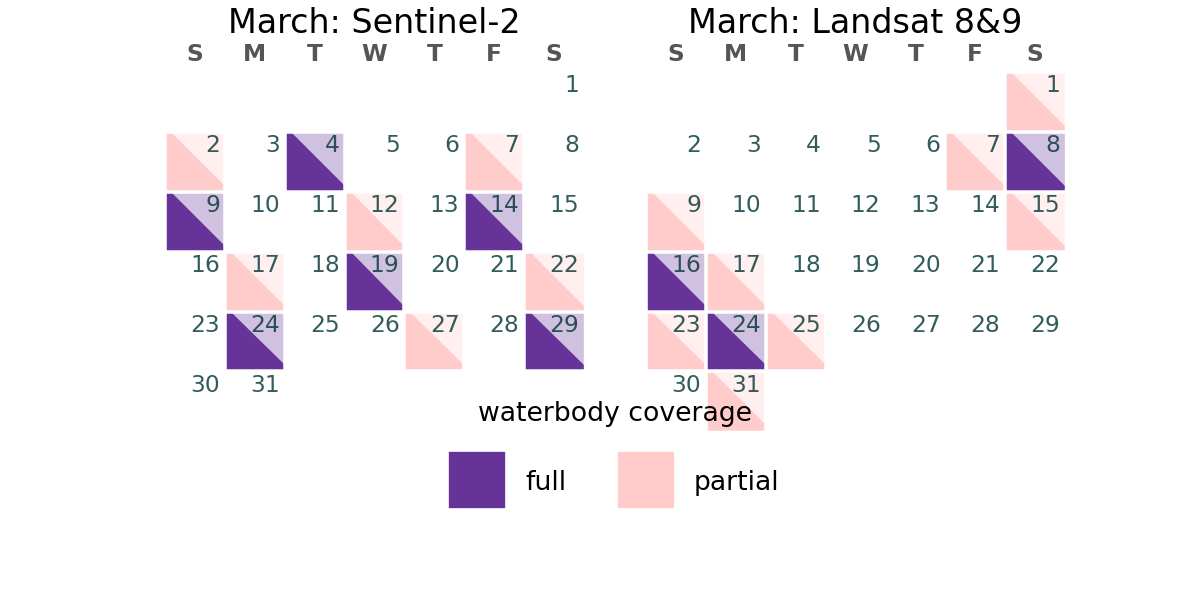 March: Sentinel-2
S M T W T F S
1
2 3 4 5 6 7 8
9 10 11 12 13 14 15
16 17 18 19 20 21 22
23 24 25 26 27 28 29
30 31
March: Landsat 8&9
S M T W T F S
1
2 3 4 5 6 7 8
9 10 11 12 13 14 15
16 17 18 19 20 21 22
23 24 25 26 27 28 29
30 31
waterbody coverage
full partial